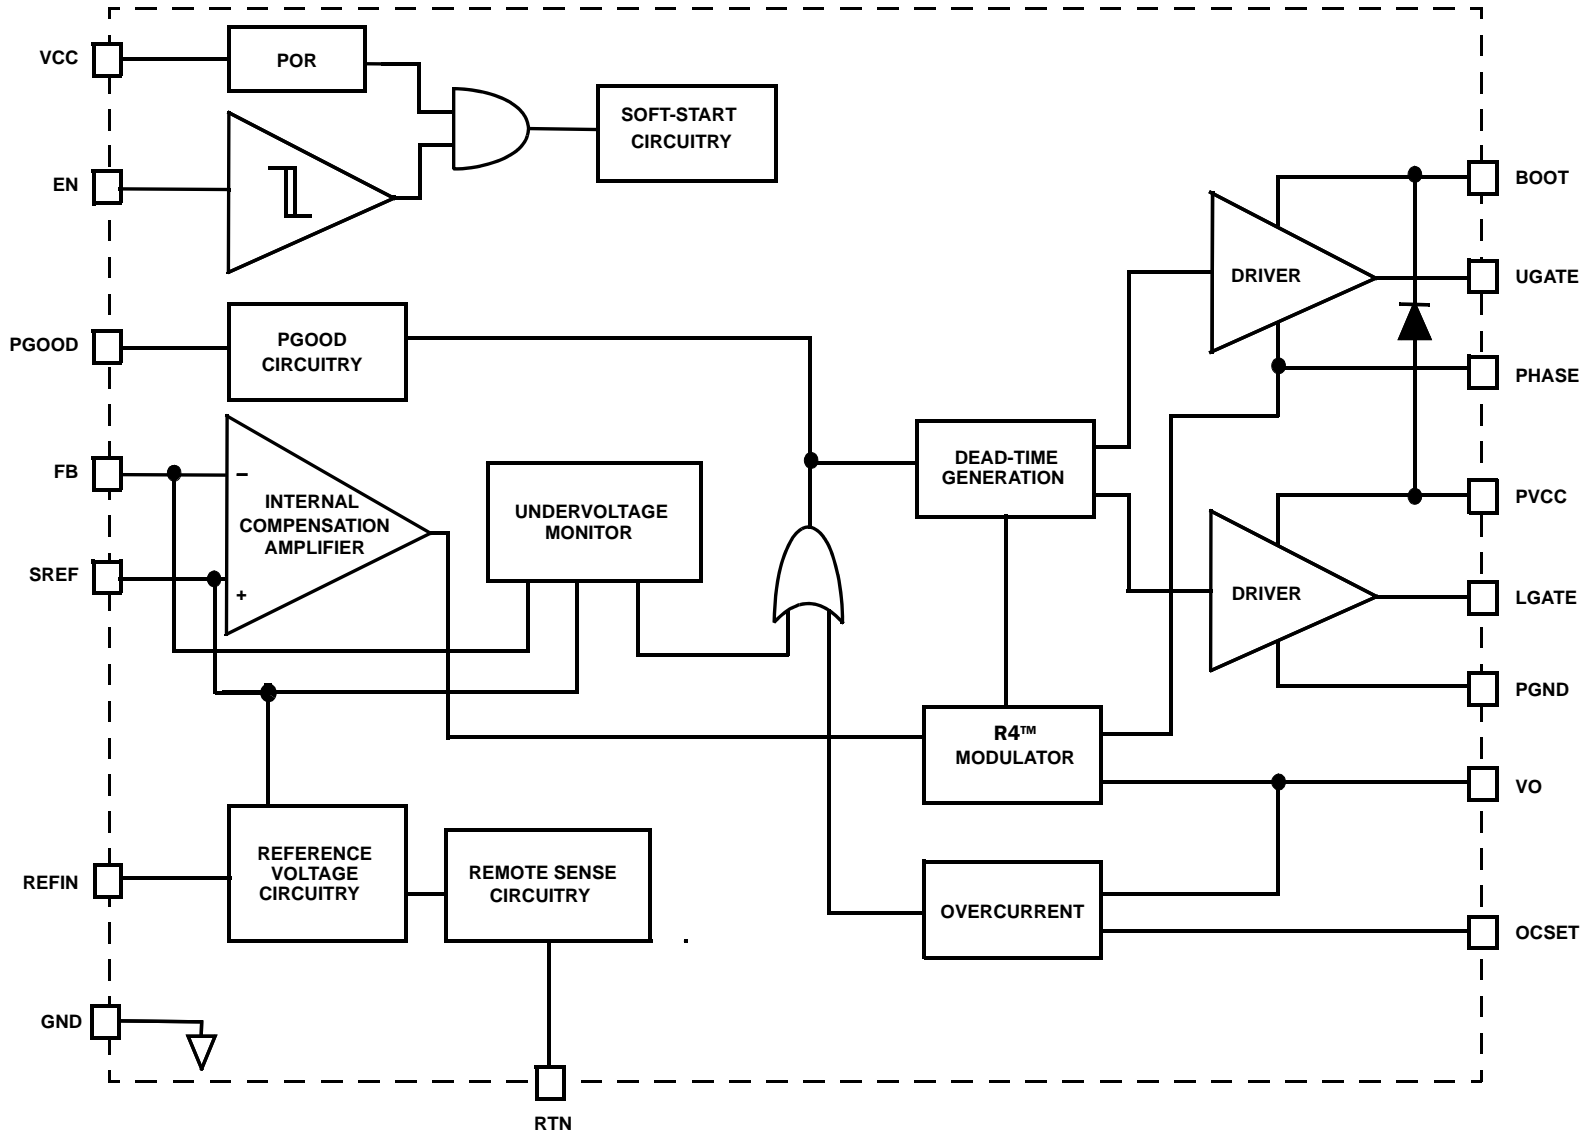 VCC
POR
SOFT-START
CIRCUITRY
EN
BOOT
DRIVER
UGATE
PGOOD
PGOOD
CIRCUITRY
PHASE
FB
−
INTERNAL
COMPENSATION
AMPLIFIER
+
SREF
UNDERVOLTAGE
MONITOR
DEAD-TIME
GENERATION
PVCC
DRIVER
LGATE
PGND
R4™
MODULATOR
VO
REFIN
REFERENCE
VOLTAGE
CIRCUITRY
REMOTE SENSE
CIRCUITRY
OVERCURRENT
OCSET
GND
RTN